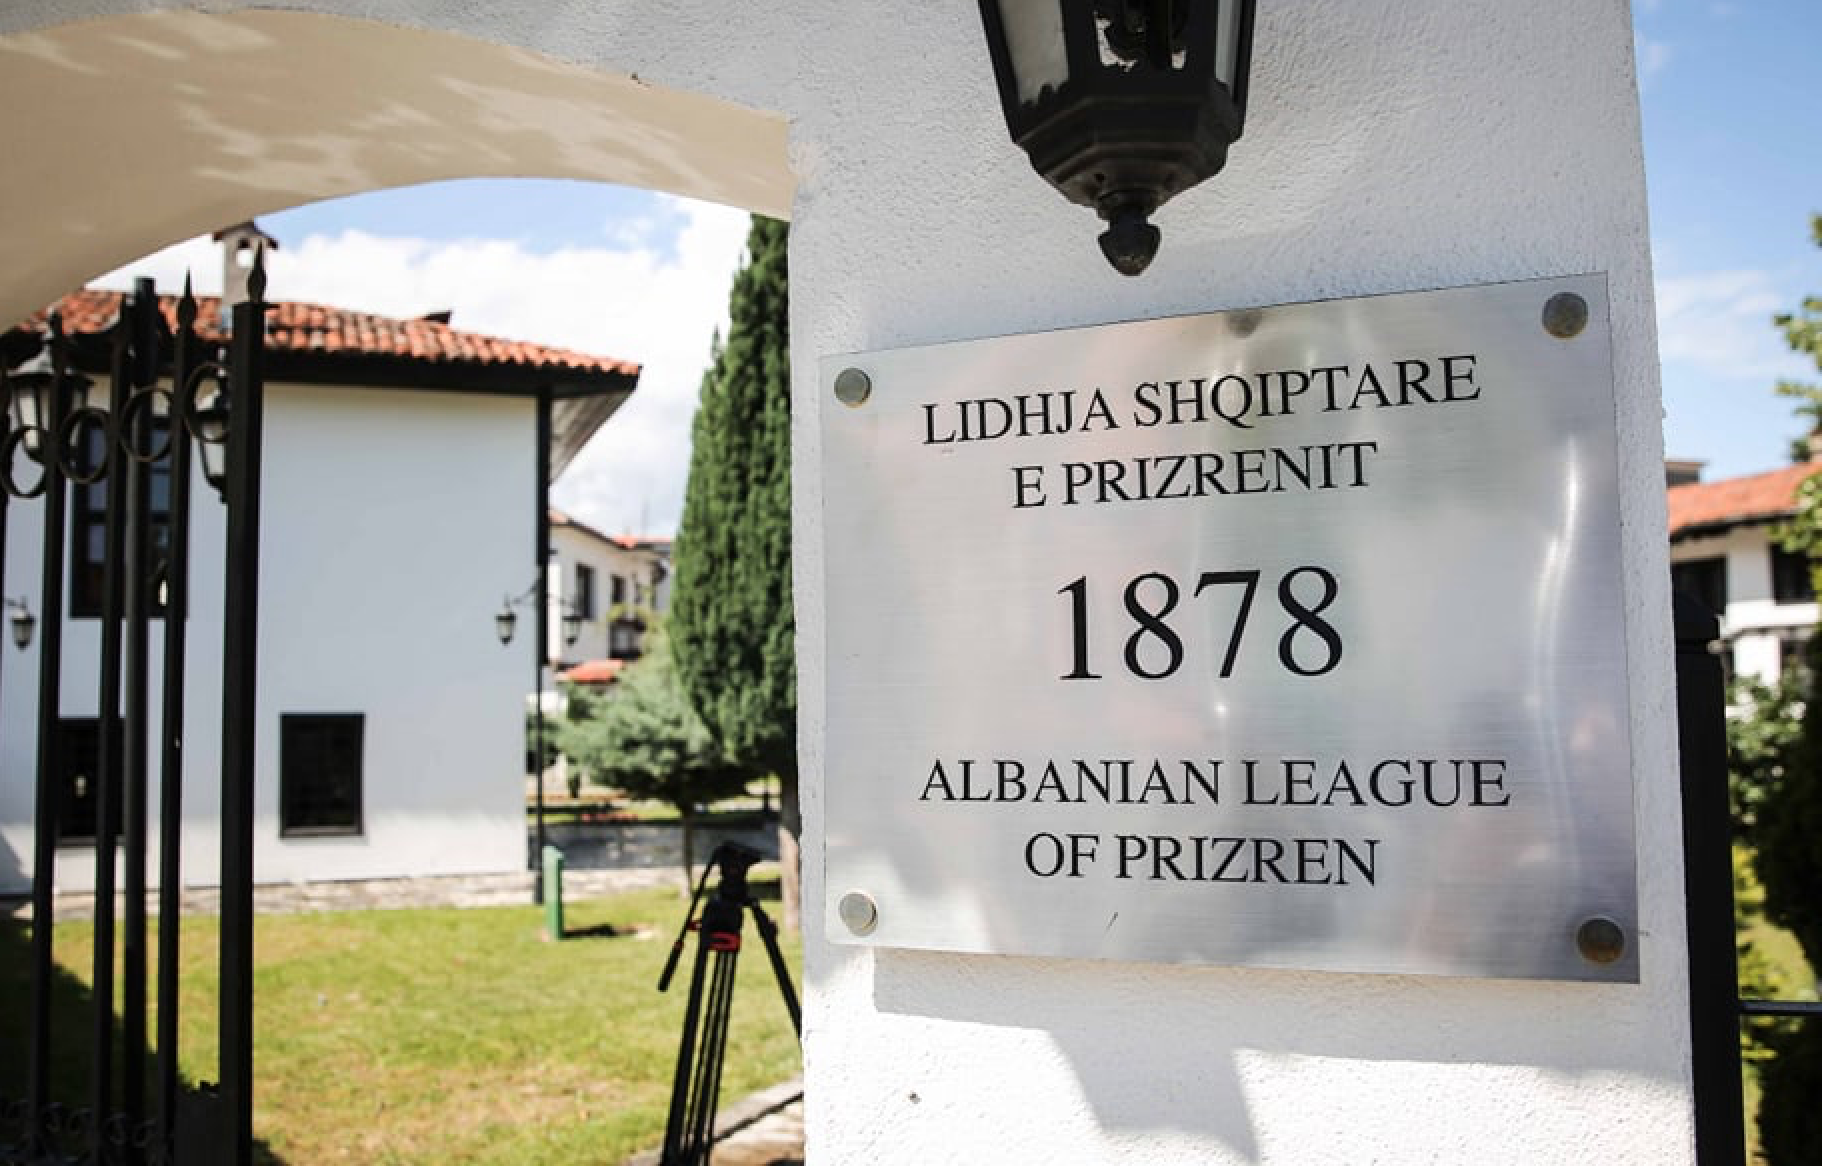 LIDHJA SHQIPTARE
E PRIZRENIT
1878
ALBANIAN LEAGUE
OF PRIZREN